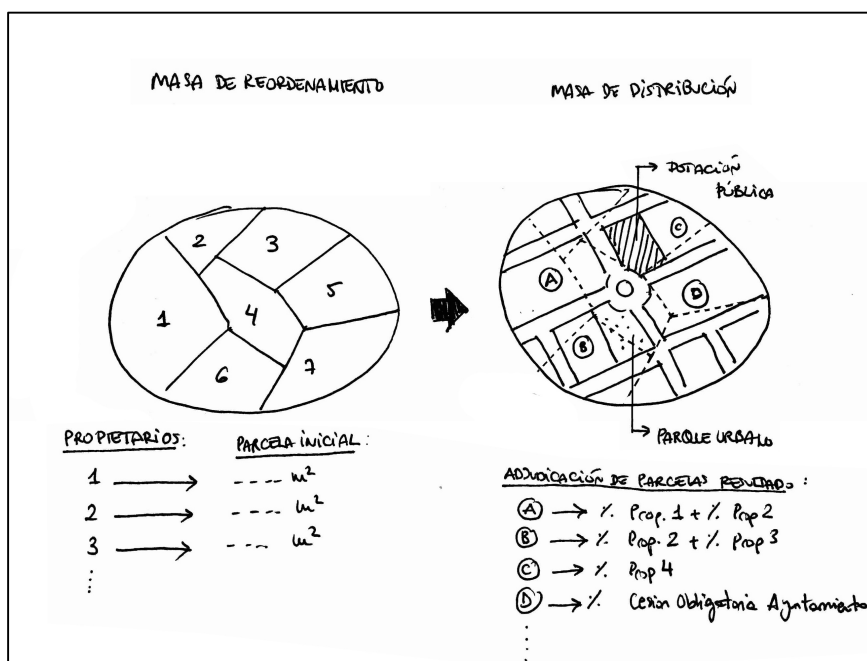 MASA DE REORDENAMIENTO
MASA DE DISTRIBUCIÓN
DOTACIÓN
PÚBLICA
1
2
3
4
5
6
7
A
B
C
D
PARQUE URBANO
PROPIETARIOS:
PARCELA INICIAL:
1 → ---- m²
2 → ---- m²
3 → ---- m²
⋮
ADJUDICACIÓN DE PARCELAS RESULTADO:
A → % Prop. 1 + % Prop 2
B → % Prop. 2 + % Prop 3
C → % Prop 4
D → % Cesión Obligatoria Ayuntamiento
⋮